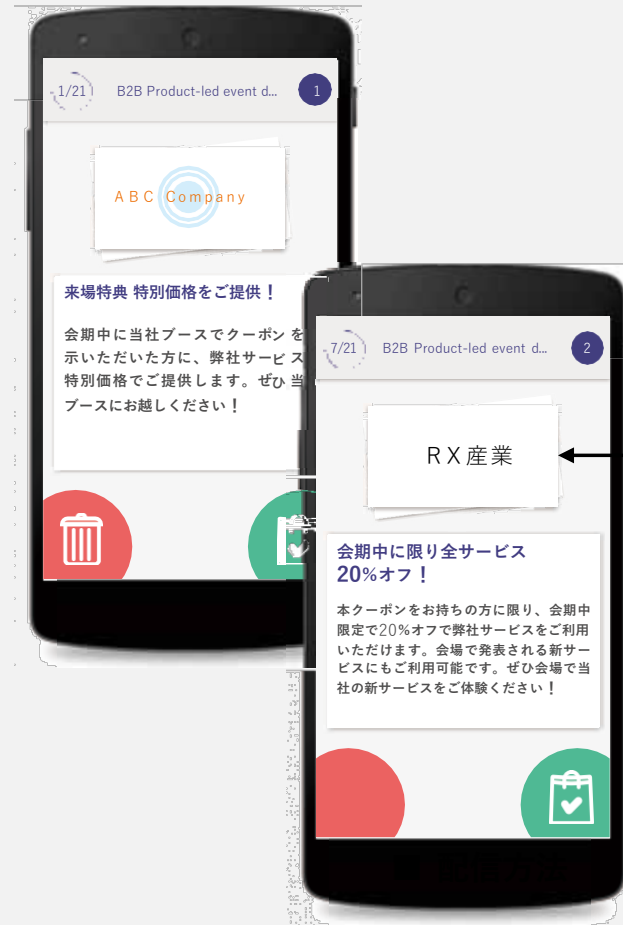 1/21 B2B Product-led event d... 1
ABC Company
来場特典 特別価格をご提供！
会期中に当社ブースでクーポンを
示いただいた方に、弊社サービス
特別価格でご提供します。ぜひ当
ブースにお越しください！
7/21 B2B Product-led event d... 2
RX産業
会期中に限り全サービス
20%オフ！
本クーポンをお持ちの方に限り、会期中
限定で20%オフで弊社サービスをご利用
いただけます。会場で発表される新サー
ビスにもご利用可能です。ぜひ会場で当
社の新サービスをご体験ください！